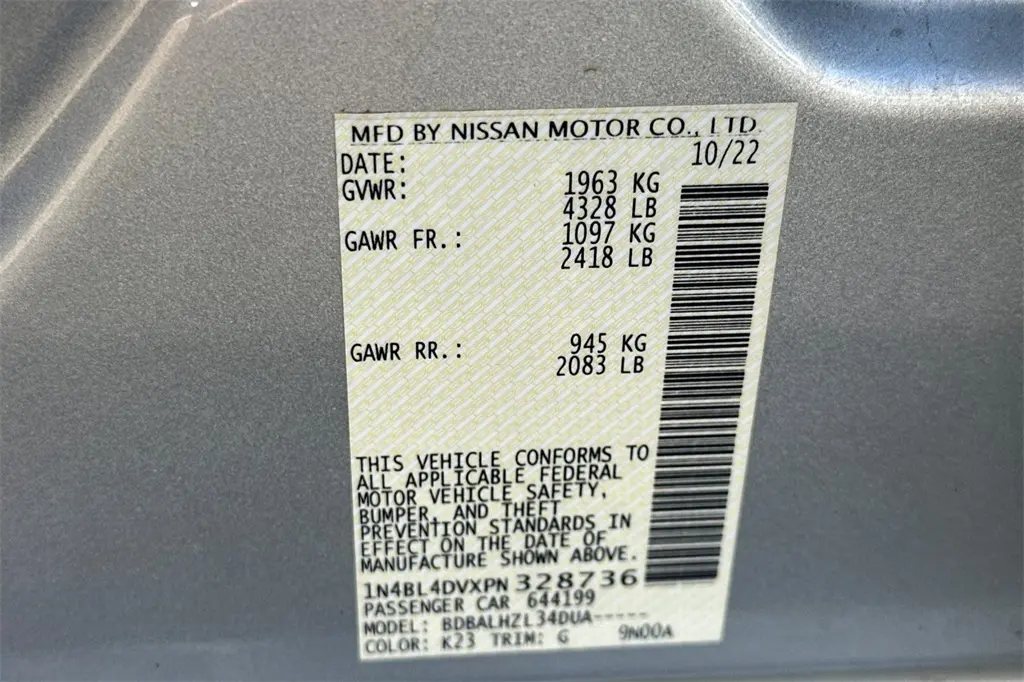 MFD BY NISSAN MOTOR CO., LTD.
DATE: 10/22
GVWR: 1963 KG
4328 LB
GAWR FR.: 1097 KG
2418 LB
GAWR RR.: 945 KG
2083 LB
THIS VEHICLE CONFORMS TO
ALL APPLICABLE FEDERAL
MOTOR VEHICLE SAFETY,
BUMPER, AND THEFT
PREVENTION STANDARDS IN
EFFECT ON THE DATE OF
MANUFACTURE SHOWN ABOVE.
1N4BL4DVXPN 328736
PASSENGER CAR 644199
MODEL: BDBALHZL34DUA-----
COLOR: K23 TRIM: G 9N00A